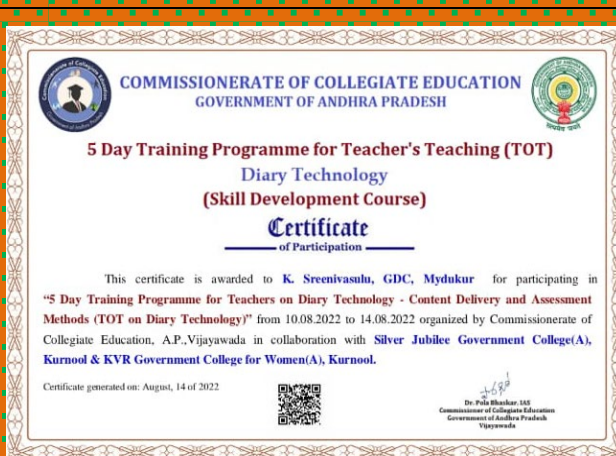 COMMISSIONERATE OF COLLEGIATE EDUCATION
GOVERNMENT OF ANDHRA PRADESH
5 Day Training Programme for Teacher's Teaching (TOT)
Diary Technology
(Skill Development Course)
Certificate
of Participation
This certificate is awarded to K. Sreenivasulu, GDC, Mydukur for participating in
“5 Day Training Programme for Teachers on Diary Technology - Content Delivery and Assessment
Methods (TOT on Diary Technology)” from 10.08.2022 to 14.08.2022 organized by Commissionerate of
Collegiate Education, A.P.,Vijayawada in collaboration with Silver Jubilee Government College(A),
Kurnool & KVR Government College for Women(A), Kurnool.
Certificate generated on: August, 14 of 2022
Dr. Pola Bhaskar, IAS
Commissioner of Collegiate Education
Government of Andhra Pradesh
Vijayawada